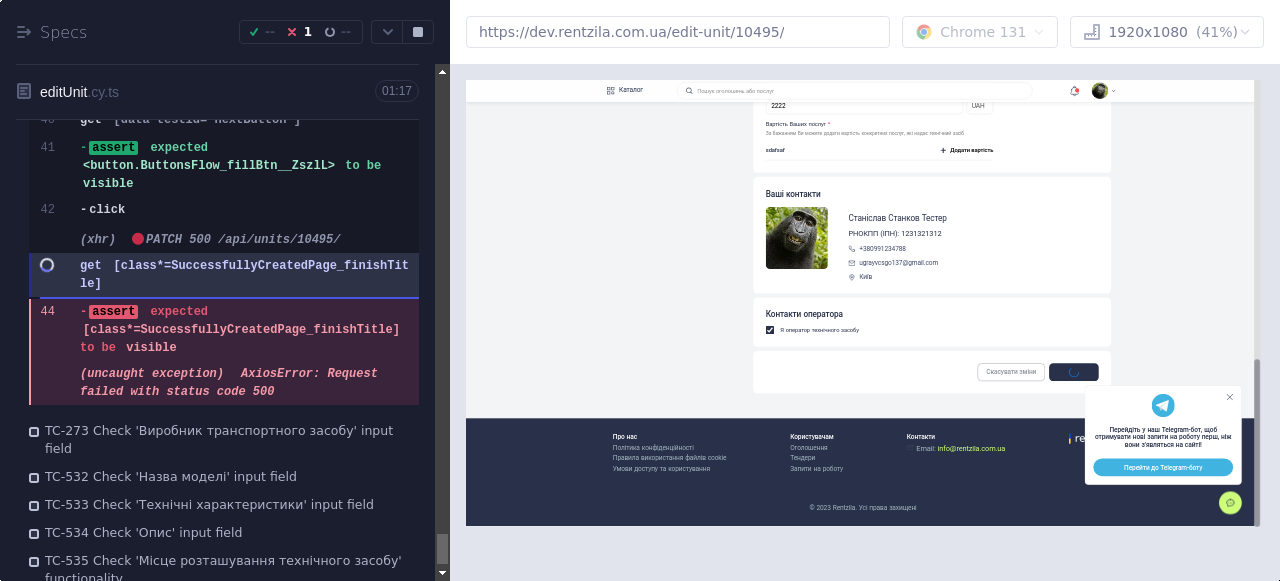 Specs
--
1
--
https://dev.rentzila.com.ua/edit-unit/10495/
Chrome 131
1920x1080 (41%)
editUnit.cy.ts
01:17
40 get [data-testid="nextButton"]
41 -assert expected
<button.ButtonsFlow_fillBtn__ZszlL> to be
visible
42 -click
(xhr) PATCH 500 /api/units/10495/
get [class*=SuccessfullyCreatedPage_finishTit
le]
44 -assert expected
[class*=SuccessfullyCreatedPage_finishTitle]
to be visible
(uncaught exception) AxiosError: Request
failed with status code 500
TC-273 Check 'Виробник транспортного засобу' input
field
TC-532 Check 'Назва моделі' input field
TC-533 Check 'Технічні характеристики' input field
TC-534 Check 'Опис' input field
TC-535 Check 'Місце розташування технічного засобу'
functionality
Каталог
Пошук оголошень або послуг
2222
UAH
Вартість Ваших послуг *
За бажанням Ви можете додати вартість конкретних послуг, які надає технічний засіб
sdafsaf
+ Додати вартість
Ваші контакти
Станіслав Станков Тестер
РНОКПП (ІПН): 1231321312
+380991234788
ugrayvcsgo137@gmail.com
Київ
Контакти оператора
Я оператор технічного засобу
Скасувати зміни
Про нас
Політика конфіденційності
Правила використання файлів cookie
Умови доступу та користування
Користувачам
Оголошення
Тендери
Запити на роботу
Контакти
Email: info@rentzila.com.ua
re
© 2023 Rentzila. Усі права захищені
Перейдіть у наш Telegram-бот, щоб
отримувати нові запити на роботу перш, ніж
вони з'являться на сайті!
Перейти до Telegram-боту